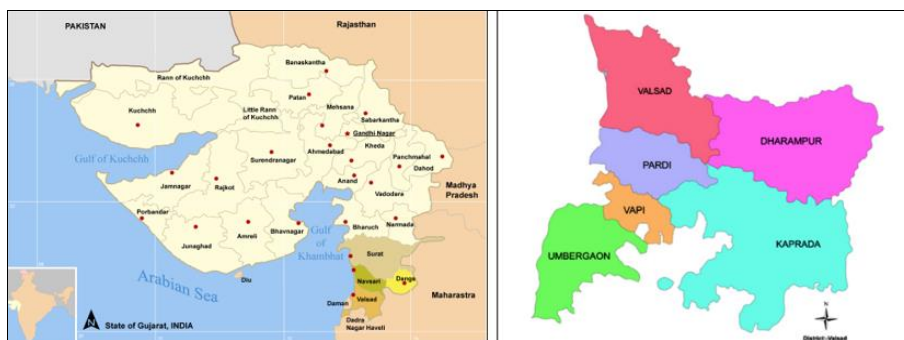 PAKISTAN
Rajasthan
Banaskantha
Rann of Kuchchh
Patan
Mehsana
Kuchchh
Little Rann
of Kuchchh
Sabarkantha
Gandhi Nagar
Gulf of Kuchchh
Ahmedabad
Kheda
Surendranagar
Panchmahal
Dahod
Jamnagar
Rajkot
Anand
Vadodara
Madhya
Pradesh
Porbandar
Junaghad
Amreli
Bhavnagar
Gulf
of
Khambhat
Bharuch
Narmada
Surat
Arabian Sea
Diu
Navsari
Dangs
Daman
Valsad
Maharastra
Dadra
Nagar Haveli
N
State of Gujarat, INDIA
VALSAD
DHARAMPUR
PARDI
VAPI
UMBERGAON
KAPRADA
N
District:-Valsad